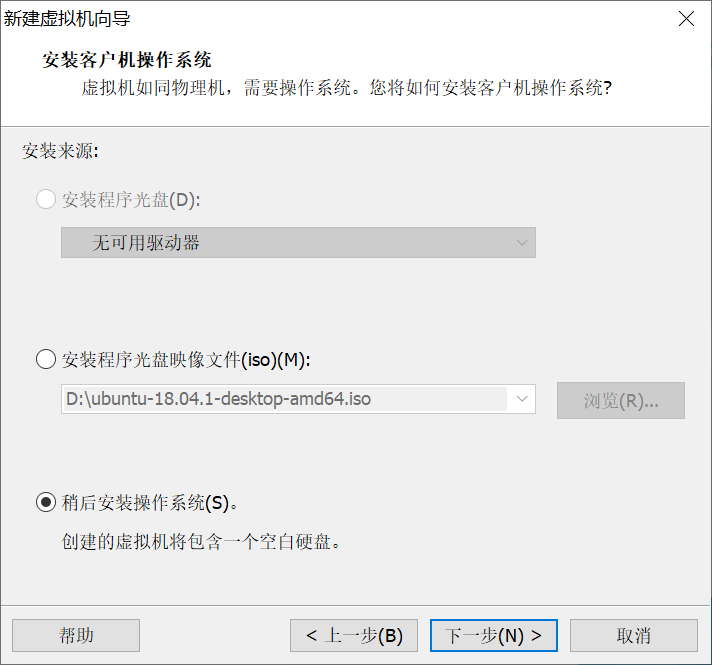 新建虚拟机向导
安装客户机操作系统
虚拟机如同物理机，需要操作系统。您将如何安装客户机操作系统?
安装来源:
安装程序光盘(D):
无可用驱动器
安装程序光盘映像文件(iso)(M):
D:\ubuntu-18.04.1-desktop-amd64.iso
浏览(R)...
稍后安装操作系统(S)。
创建的虚拟机将包含一个空白硬盘。
帮助
< 上一步(B)
下一步(N) >
取消